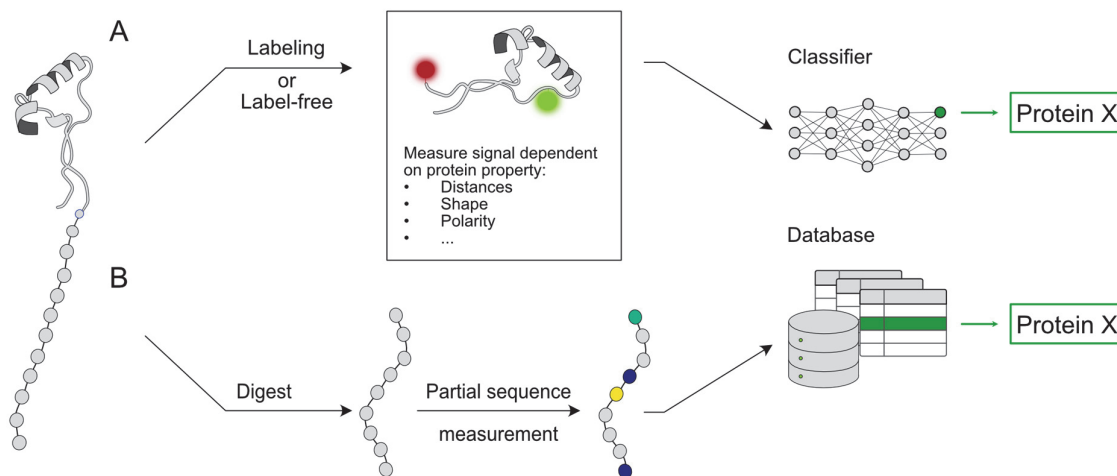 A
Labeling
or
Label-free
Measure signal dependent
on protein property:
• Distances
• Shape
• Polarity
• ...
Classifier
Protein X
B
Digest
Partial sequence
measurement
Database
Protein X